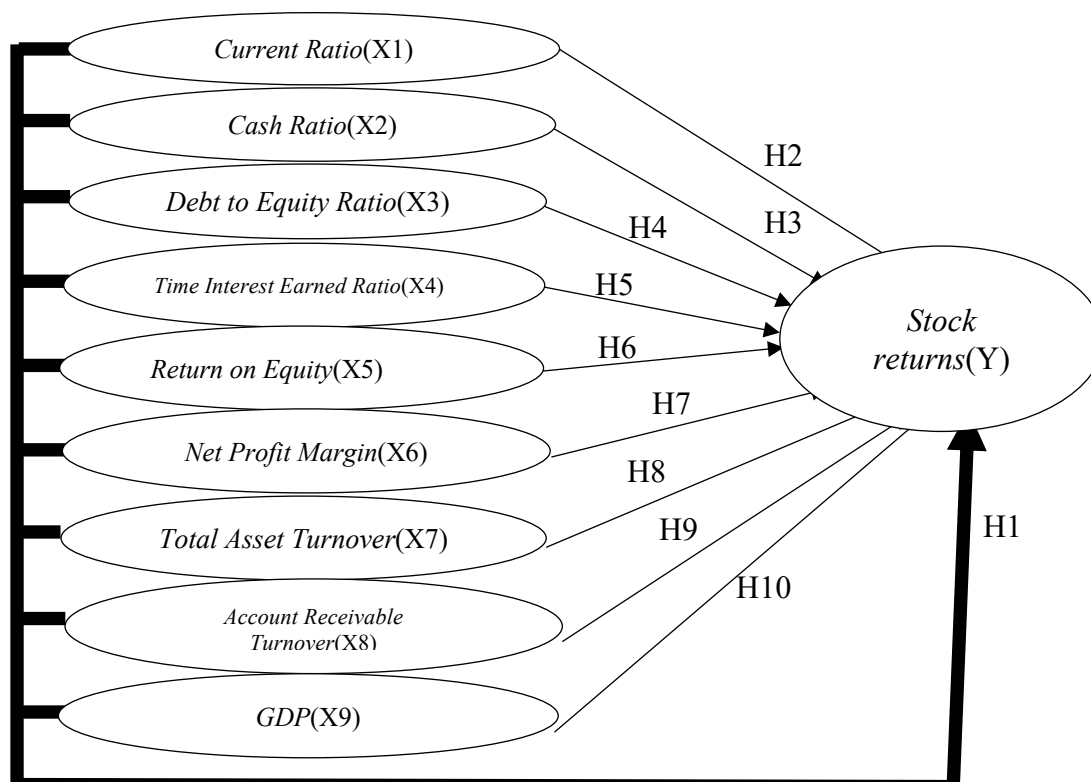 Current Ratio(X1)
Cash Ratio(X2)
H2
Debt to Equity Ratio(X3)
H3
H4
Time Interest Earned Ratio(X4)
H5
Stock
returns(Y)
Return on Equity(X5)
H6
H7
Net Profit Margin(X6)
H8
Total Asset Turnover(X7)
H9
H1
H10
Account Receivable
Turnover(X8)
GDP(X9)